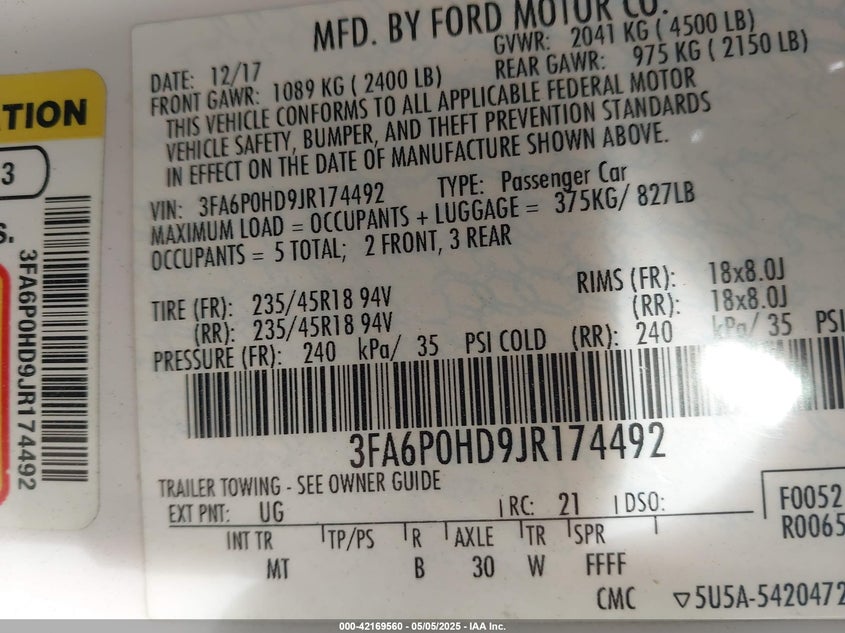 MFD. BY FORD MOTOR CO.
DATE: 12/17 GVWR: 2041 KG ( 4500 LB)
FRONT GAWR: 1089 KG ( 2400 LB) REAR GAWR: 975 KG ( 2150 LB)
THIS VEHICLE CONFORMS TO ALL APPLICABLE FEDERAL MOTOR
VEHICLE SAFETY, BUMPER, AND THEFT PREVENTION STANDARDS
IN EFFECT ON THE DATE OF MANUFACTURE SHOWN ABOVE.
VIN: 3FA6P0HD9JR174492 TYPE: Passenger Car
MAXIMUM LOAD = OCCUPANTS + LUGGAGE = 375KG/ 827LB
OCCUPANTS = 5 TOTAL; 2 FRONT, 3 REAR
TIRE (FR): 235/45R18 94V RIMS (FR): 18x8.0J
(RR): 235/45R18 94V (RR): 18x8.0J
PRESSURE (FR): 240 kPa/ 35 PSI COLD (RR): 240 kPa/ 35 PSI
3FA6P0HD9JR174492
TRAILER TOWING - SEE OWNER GUIDE
EXT PNT: UG RC: 21 DSO:
INT TR TP/PS R AXLE TR SPR
MT B 30 W FFFF
F0052
R0065
CMC ▽5U5A-5420472
ATION
3
S.
3FA6P0HD9JR174492
000-42169560 - 05/05/2025 - IAA Inc.